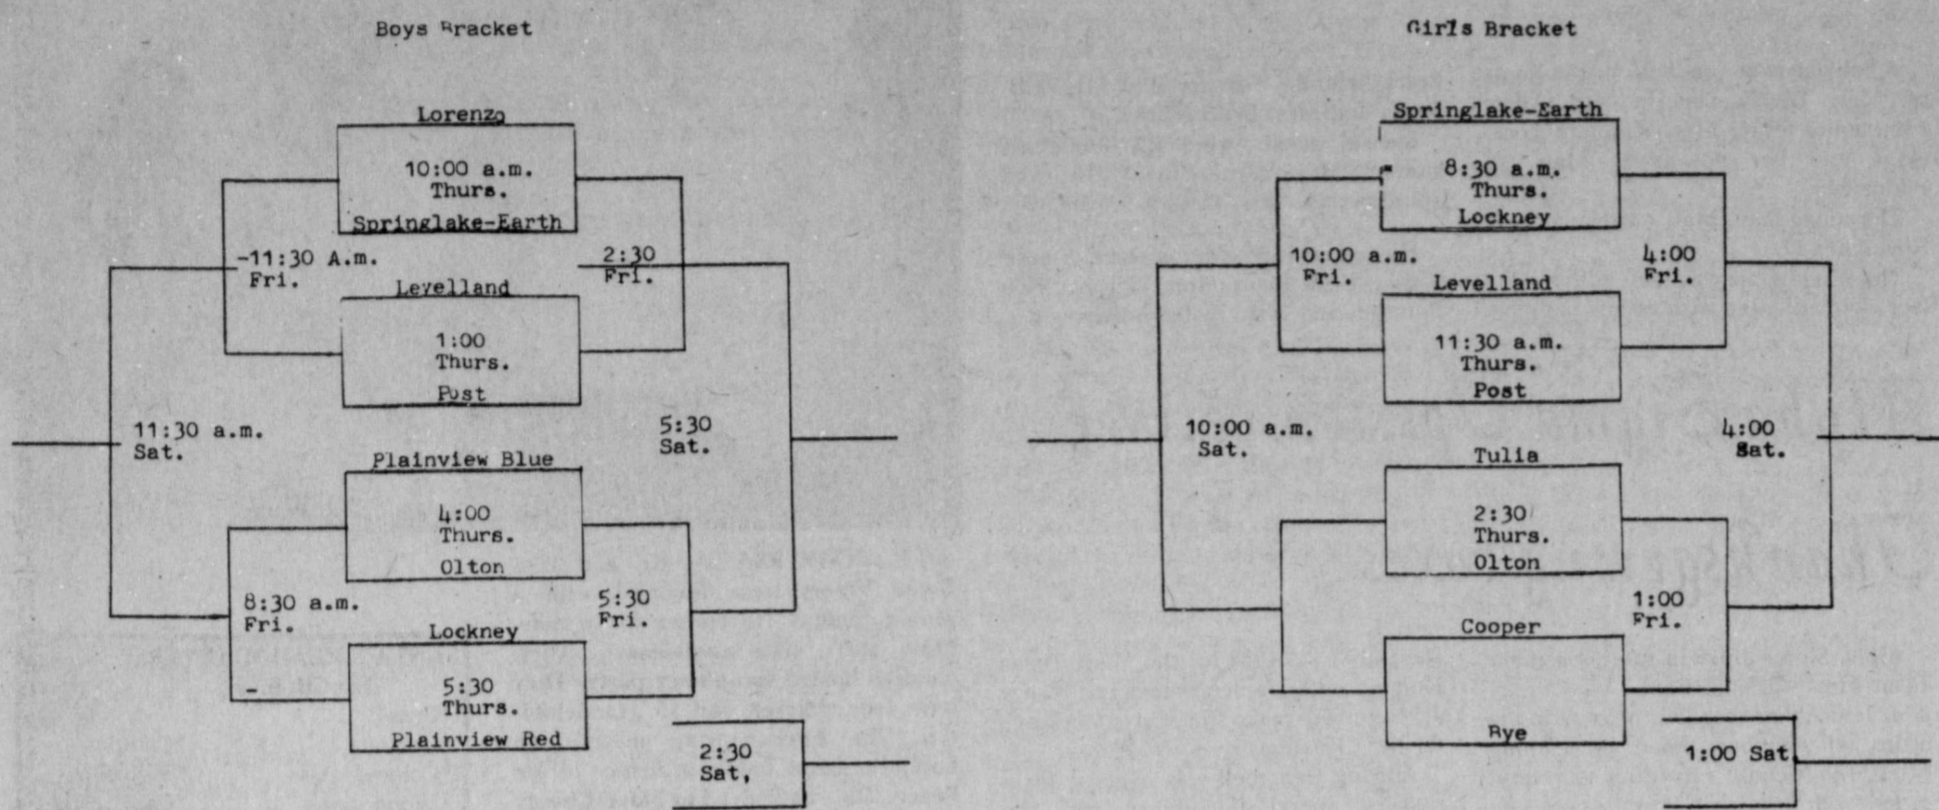 Boys Bracket
Lorenzo
10:00 a.m.
Thurs.
Springlake-Earth
-11:30 A.m.
Fri.
2:30
Fri.
Levelland
1:00
Thurs.
Post
11:30 a.m.
Sat.
5:30
Sat.
Plainview Blue
4:00
Thurs.
Olton
8:30 a.m.
Fri.
5:30
Fri.
Lockney
5:30
Thurs.
Plainview Red
2:30
Sat,
Girls Bracket
Springlake-Earth
8:30 a.m.
Thurs.
Lockney
10:00 a.m.
Fri.
4:00
Fri.
Levelland
11:30 a.m.
Thurs.
Post
10:00 a.m.
Sat.
4:00
Sat.
Tulia
2:30
Thurs.
Olton
1:00
Fri.
Cooper
Bye
1:00 Sat